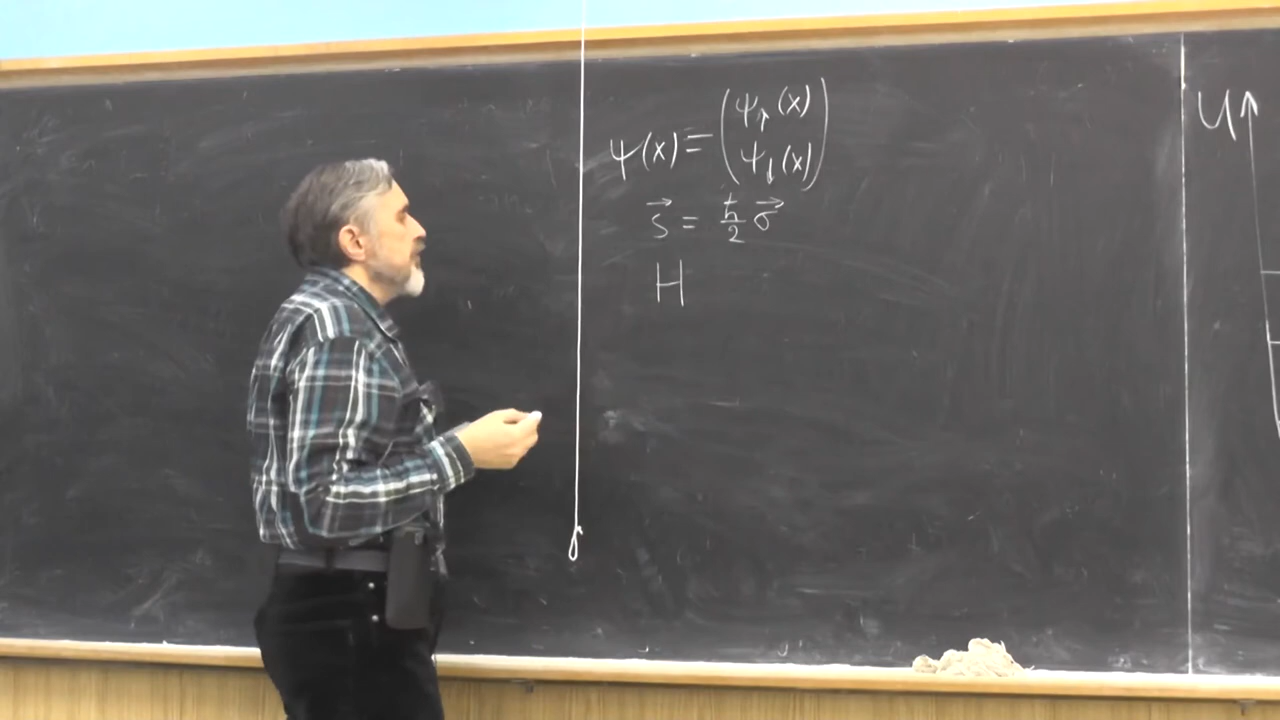 ψ(x) = (ψ↑(x)
ψ↓(x))
s⃗ = ħ/2 σ⃗
H
U